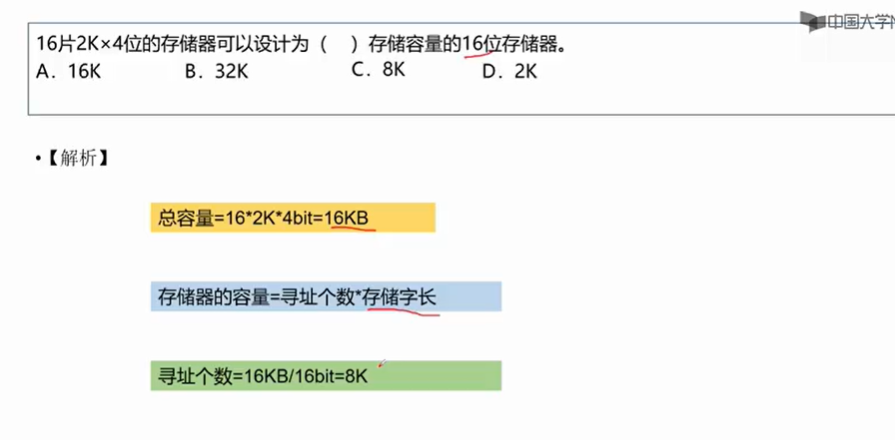 中国大学
16片2K×4位的存储器可以设计为（ ）存储容量的16位存储器。
A. 16K B. 32K C. 8K D. 2K
•【解析】
总容量=16*2K*4bit=16KB
存储器的容量=寻址个数*存储字长
寻址个数=16KB/16bit=8K